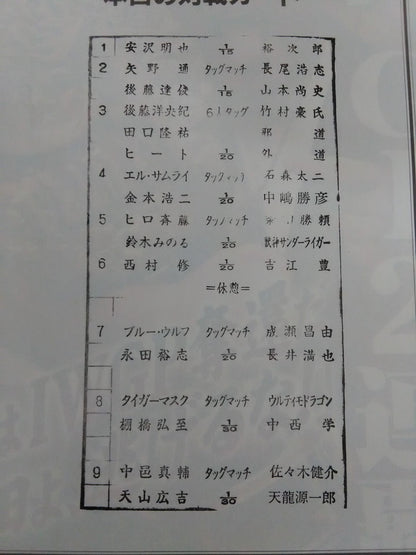 本日の対戦カード
1 安沢明也 1/15 裕次郎
2 矢野通 タッグマッチ 長尾浩志
後藤達俊 1/15 山本尚史
3 後藤洋央紀 6人タッグ 竹村豪氏
田口隆祐 邪道
ヒート 1/20 外道
4 エル・サムライ タッグマッチ 石森太二
金本浩二 1/20 中嶋勝彦
5 ヒロ斉藤 タッグマッチ 勝頼
鈴木みのる 1/20 獣神サンダーライガー
6 西村修 1/20 吉江豊
=休憩=
7 ブルー・ウルフ タッグマッチ 成瀬昌由
永田裕志 1/20 長井満也
8 タイガーマスク タッグマッチ ウルティモドラゴン
棚橋弘至 1/30 中西学
9 中邑真輔 タッグマッチ 佐々木健介
天山広吉 1/30 天龍源一郎